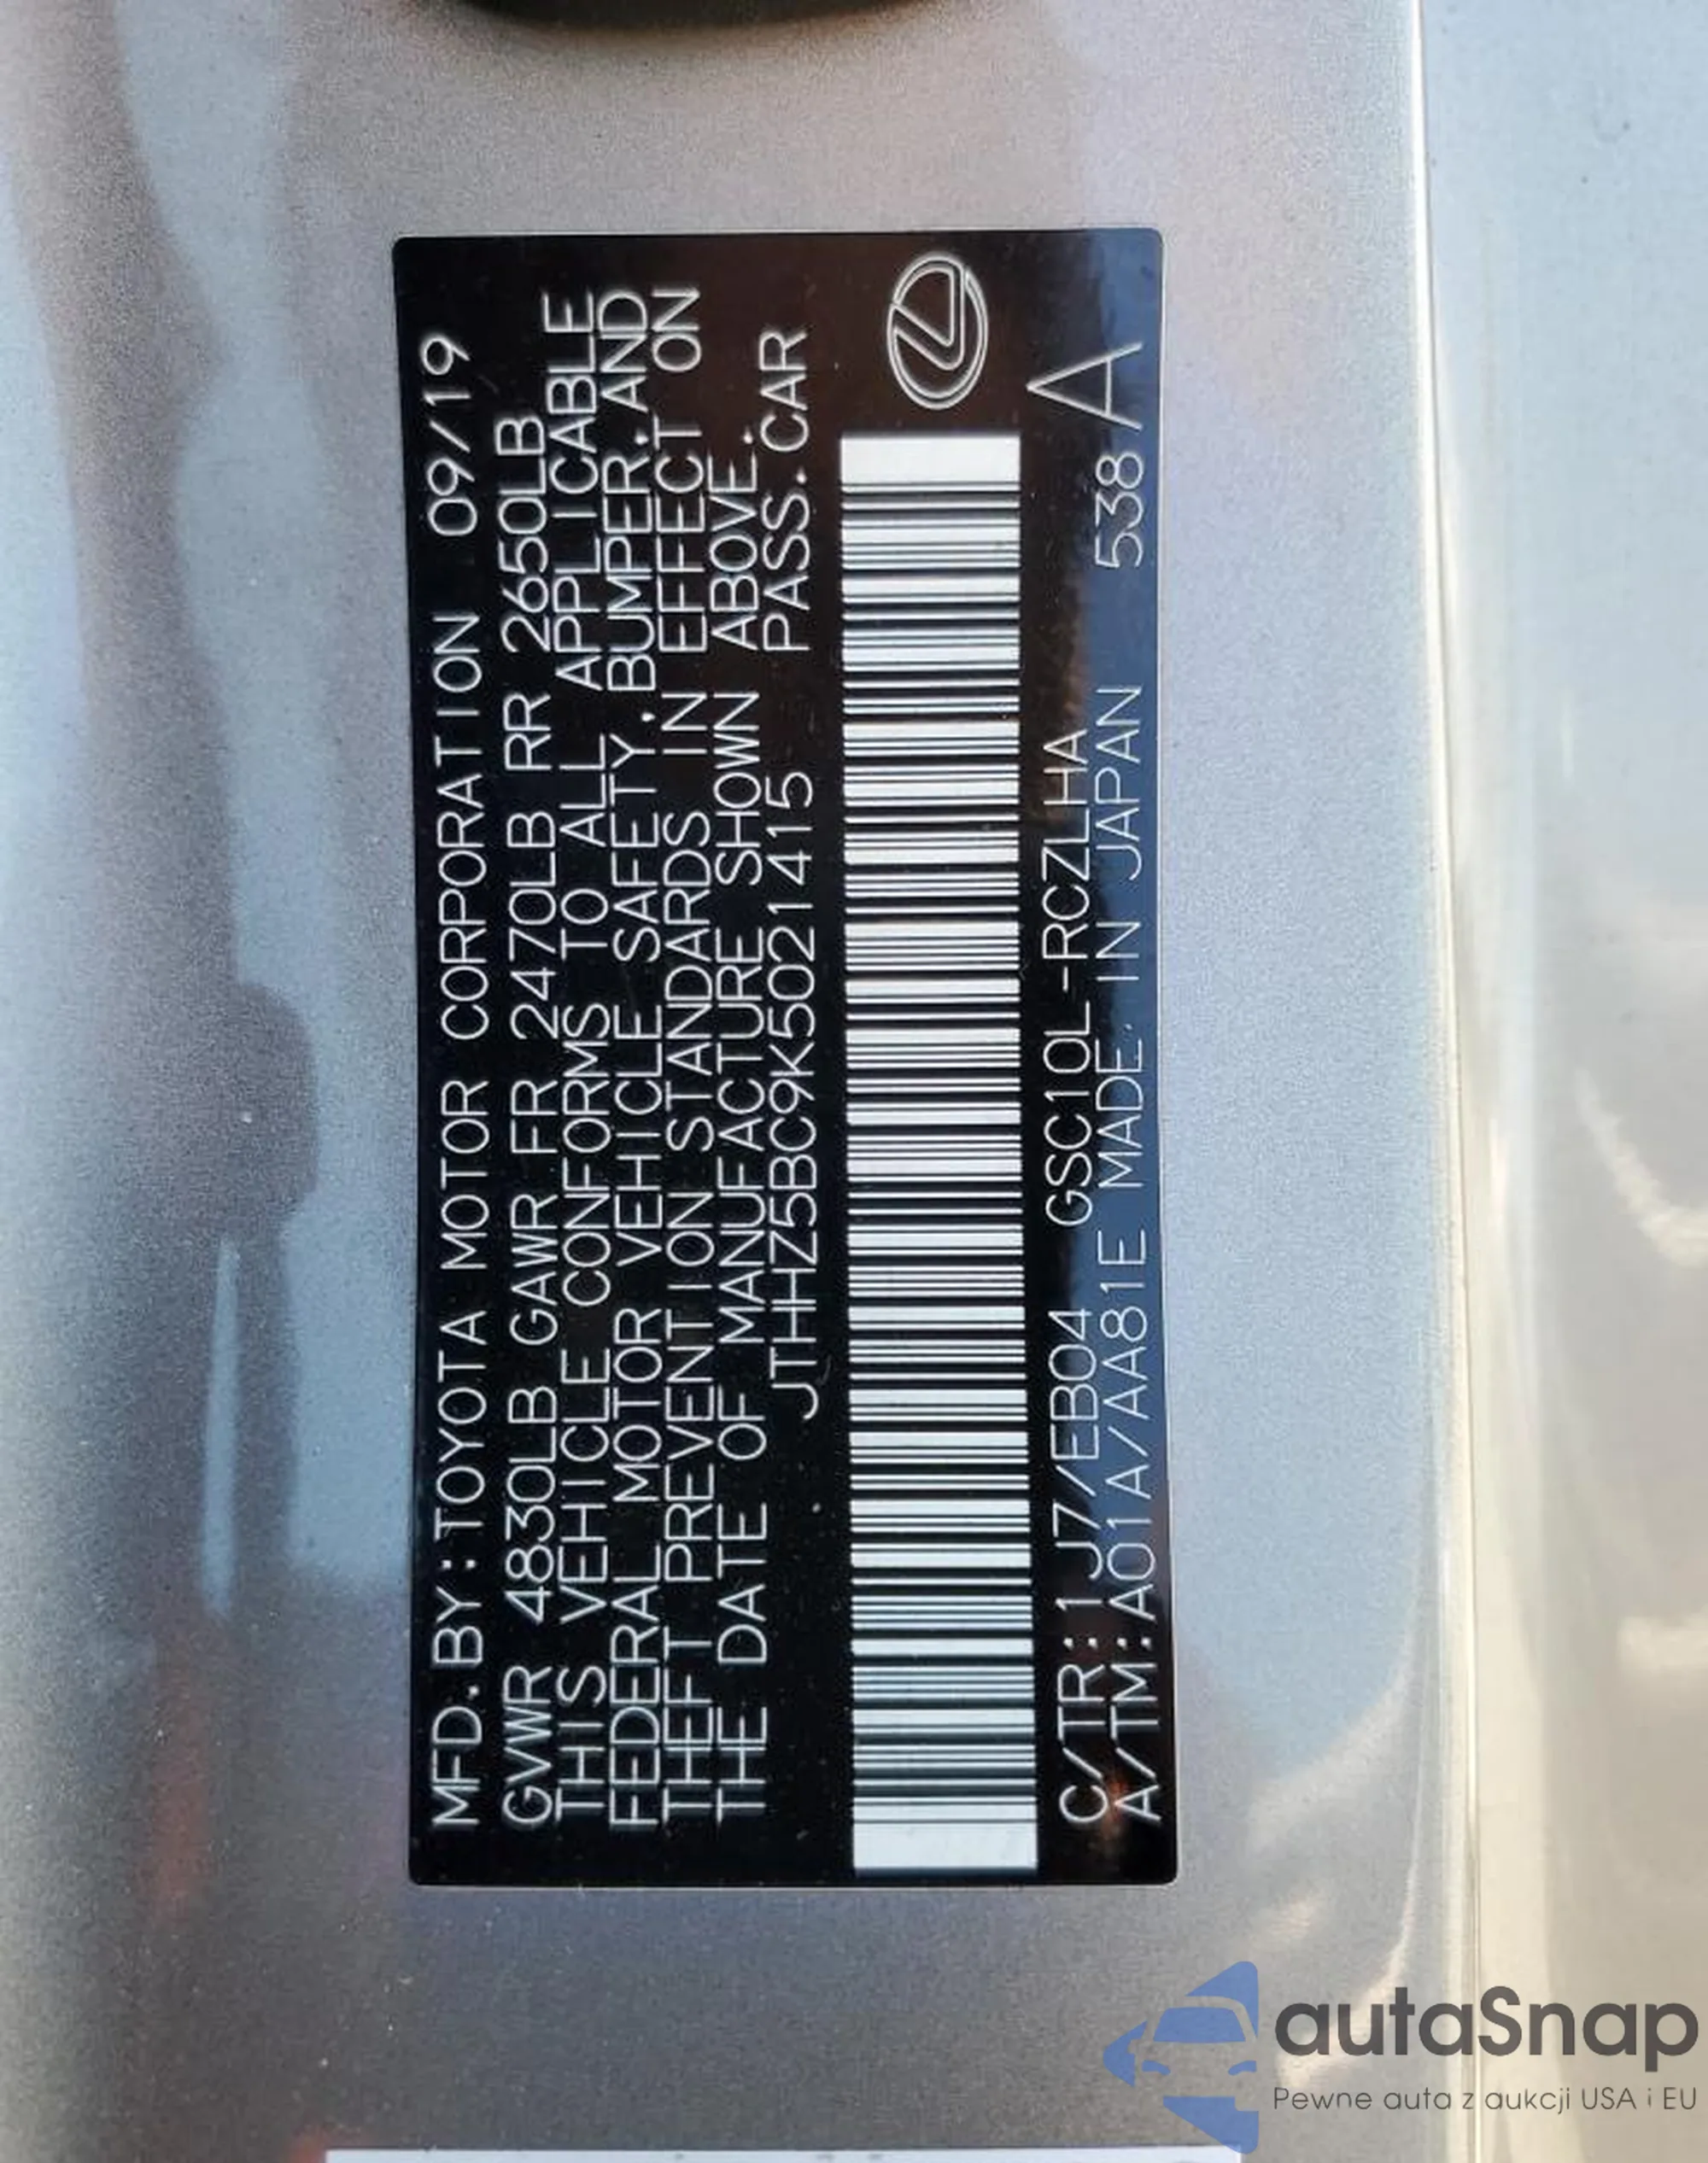 MFD.BY:TOYOTA MOTOR CORPORATION 09/19
GVWR 4830LB GAWR FR 2470LB RR 2650LB
THIS VEHICLE CONFORMS TO ALL APPLICABLE
FEDERAL MOTOR VEHICLE SAFETY, BUMPER, AND
THEFT PREVENTION STANDARDS IN EFFECT ON
THE DATE OF MANUFACTURE SHOWN ABOVE.
JTHHZ5BC9K5021415 PASS.CAR
C/TR:1J7/EB04 GSC10L-RCZLHA
A/TM:A01A/AA81E MADE IN JAPAN 538 A
autaSnap
Pewne auta z aukcji USA i EU